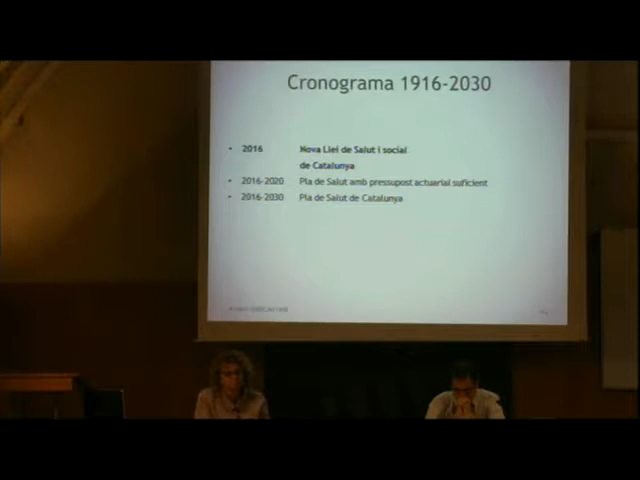 Cronograma 1916-2030
• 2016 Nova Llei de Salut i social
de Catalunya
• 2016-2020 Pla de Salut amb pressupost actuarial suficient
• 2016-2030 Pla de Salut de Catalunya